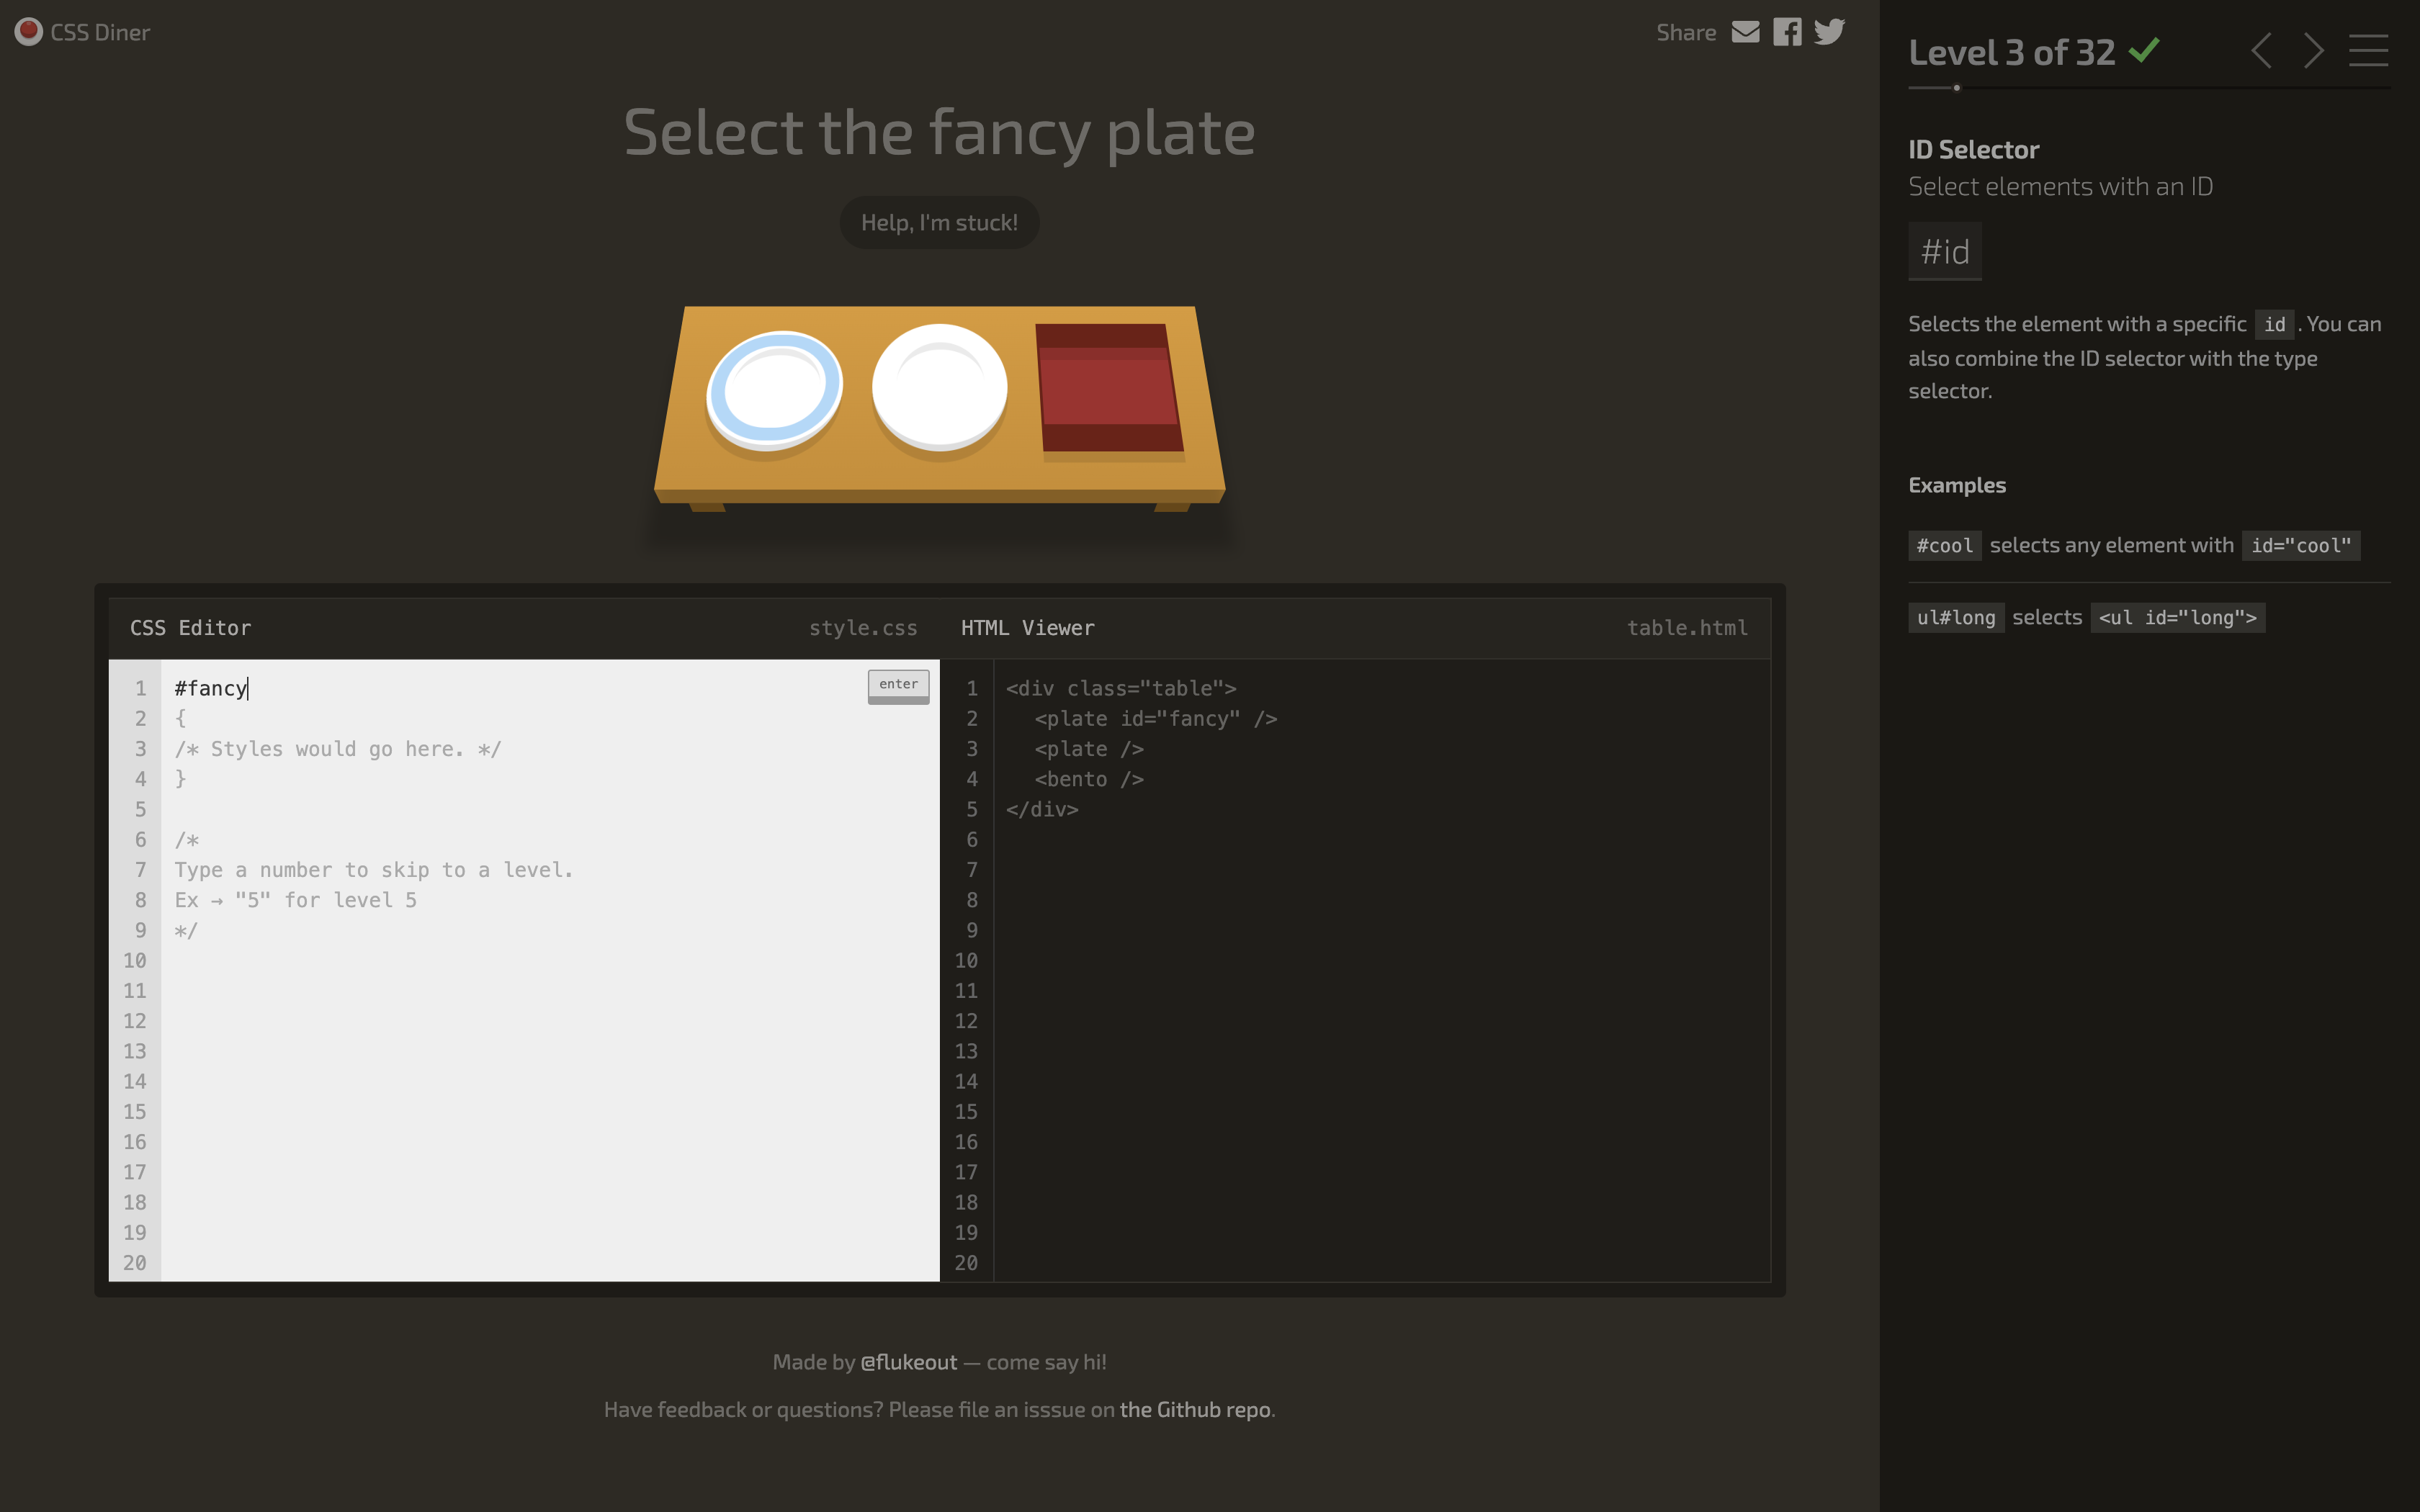 CSS Diner
Share
Select the fancy plate
Help, I'm stuck!
CSS Editor
style.css
1 #fancy
enter
2 {
3 /* Styles would go here. */
4 }
5
6 /*
7 Type a number to skip to a level.
8 Ex → "5" for level 5
9 */
10
11
12
13
14
15
16
17
18
19
20
HTML Viewer
table.html
1 <div class="table">
2 <plate id="fancy" />
3 <plate />
4 <bento />
5 </div>
6
7
8
9
10
11
12
13
14
15
16
17
18
19
20
Made by @flukeout — come say hi!
Have feedback or questions? Please file an isssue on the Github repo.
Level 3 of 32
ID Selector
Select elements with an ID
#id
Selects the element with a specific id . You can
also combine the ID selector with the type
selector.
Examples
#cool selects any element with id="cool"
ul#long selects <ul id="long">